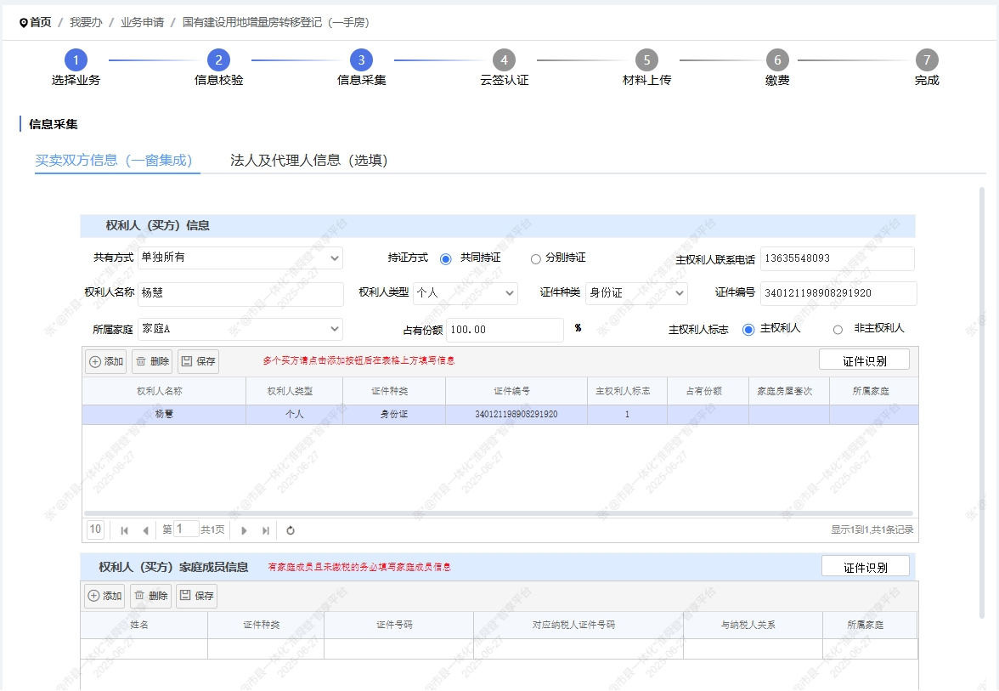 首页 / 我要办 / 业务申请 / 国有建设用地增量房转移登记（一手房）
1 2 3 4 5 6 7
选择业务 信息校验 信息采集 云签认证 材料上传 缴费 完成
信息采集
买卖双方信息（一窗集成） 法人及代理人信息（选填）
权利人（买方）信息
共有方式 单独所有 持证方式 共同持证 分别持证 主权利人联系电话 13635548093
权利人名称 杨慧 权利人类型 个人 证件种类 身份证 证件编号 340121198908291920
所属家庭 家庭A 占有份额 100.00 % 主权利人标志 主权利人 非主权利人
添加 删除 保存 多个买方请点击添加按钮后在表格上方填写信息 证件识别
权利人名称 权利人类型 证件种类 证件编号 主权利人标志 占有份额 家庭房屋套次 所属家庭
杨慧 个人 身份证 340121198908291920 1
10 第 1 共1页 显示1到1,共1条记录
权利人（买方）家庭成员信息 有家庭成员且未缴税的务必填写家庭成员信息 证件识别
添加 删除 保存
姓名 证件种类 证件号码 对应纳税人证件号码 与纳税人关系 所属家庭
2025-06-27